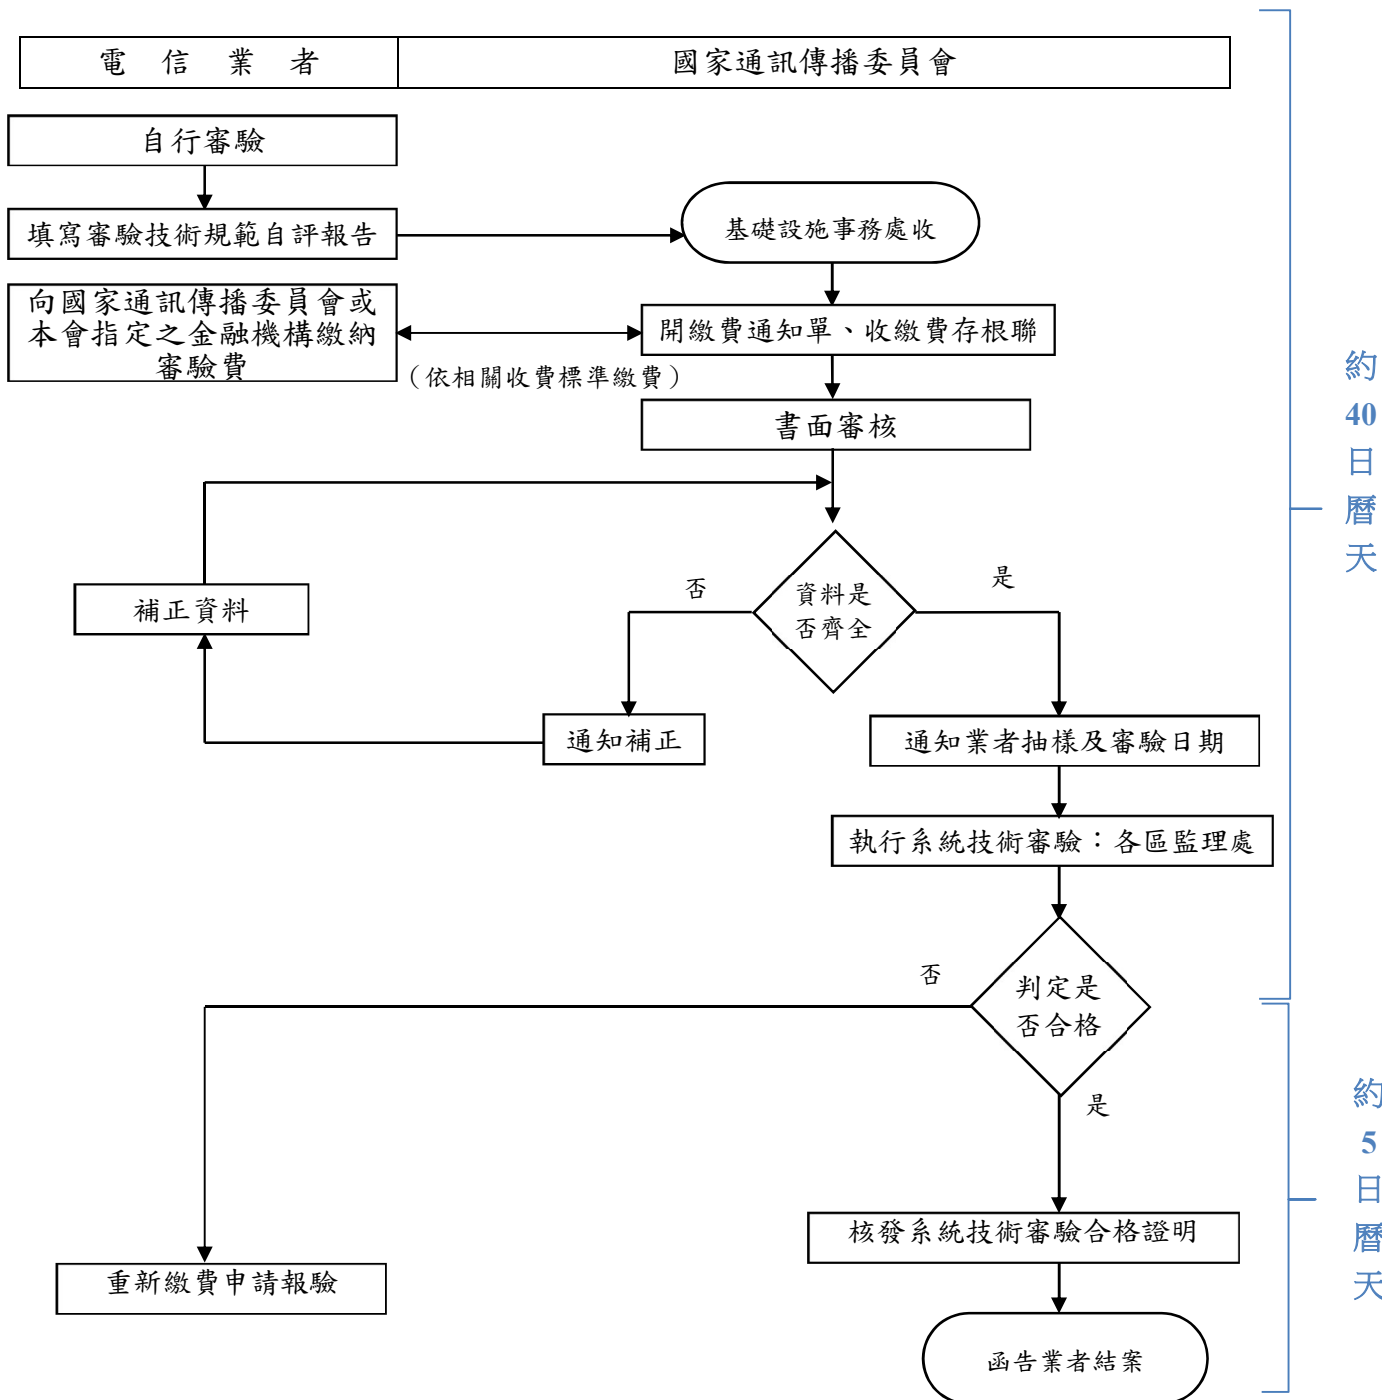 電信業者
國家通訊傳播委員會
自行審驗
填寫審驗技術規範自評報告
基礎設施事務處收
向國家通訊傳播委員會或
本會指定之金融機構繳納
審驗費
開繳費通知單、收繳費存根聯
（依相關收費標準繳費）
書面審核
約
40
日
曆
天
資料是
否齊全
否
是
補正資料
通知補正
通知業者抽樣及審驗日期
執行系統技術審驗：各區監理處
判定是
否合格
否
是
約
5
日
曆
天
核發系統技術審驗合格證明
重新繳費申請報驗
函告業者結案